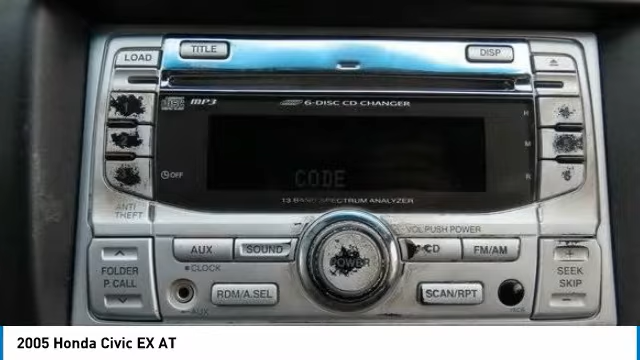 LOAD
TITLE
DISP
MP3
6-DISC CD CHANGER
OFF
CODE
13 BAND SPECTRUM ANALYZER
ANTI
THEFT
VOL/PUSH POWER
AUX
SOUND
POWER
CD
FM/AM
CLOCK
FOLDER
P.CALL
SEEK
SKIP
RDM/A.SEL
SCAN/RPT
AUX
2005 Honda Civic EX AT